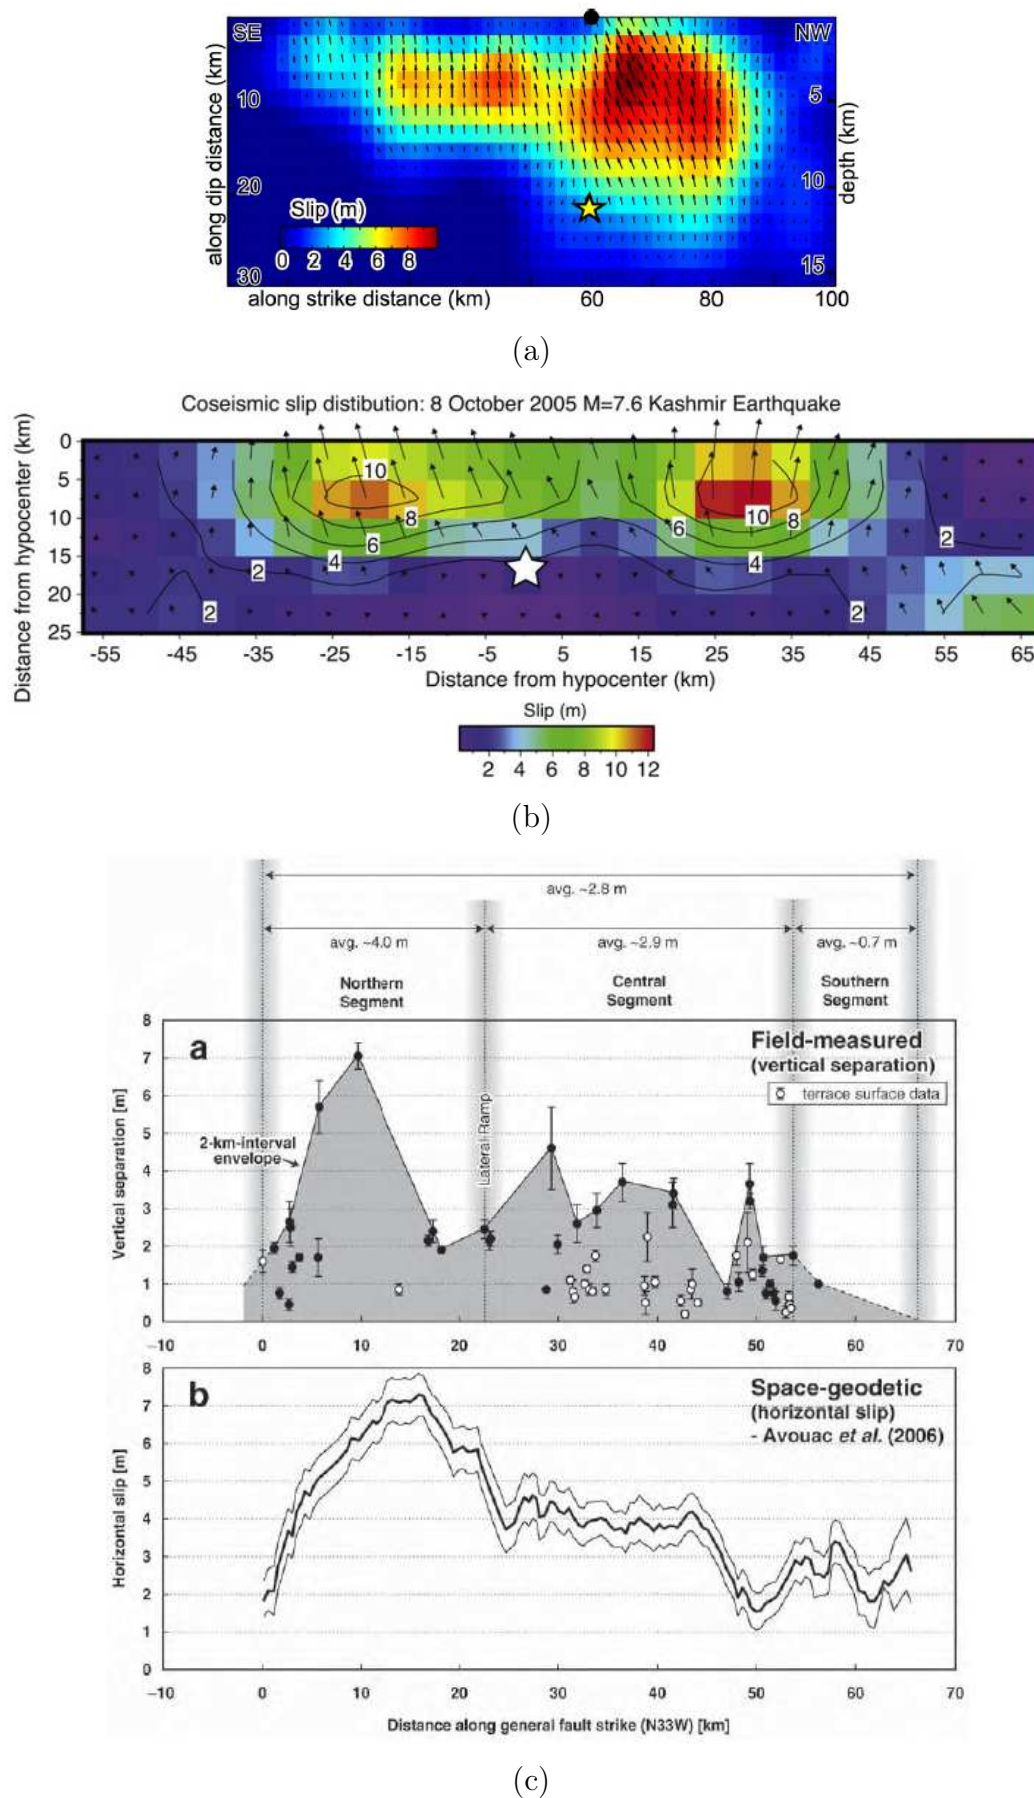 SE NW
10 5
20 10
30 15
along dip distance (km)
depth (km)
Slip (m)
0 2 4 6 8
along strike distance (km) 60 80 100
(a)
Coseismic slip distibution: 8 October 2005 M=7.6 Kashmir Earthquake
Distance from hypocenter (km)
0
5
10
15
20
25
10
8
6
4
2
2
6
10
8
4
2
2
-55 -45 -35 -25 -15 -5 5 15 25 35 45 55 65
Distance from hypocenter (km)
Slip (m)
2 4 6 8 10 12
(b)
avg. ~2.8 m
avg. ~4.0 m avg. ~2.9 m avg. ~0.7 m
Northern Segment
Central Segment
Southern Segment
a
Field-measured
(vertical separation)
terrace surface data
2-km-interval
envelope
Lateral Ramp
Vertical separation [m]
8
7
6
5
4
3
2
1
0
−10 0 10 20 30 40 50 60 70
b
Space-geodetic
(horizontal slip)
- Avouac et al. (2006)
Horizontal slip [m]
8
7
6
5
4
3
2
1
0
−10 0 10 20 30 40 50 60 70
Distance along general fault strike (N33W) [km]
(c)